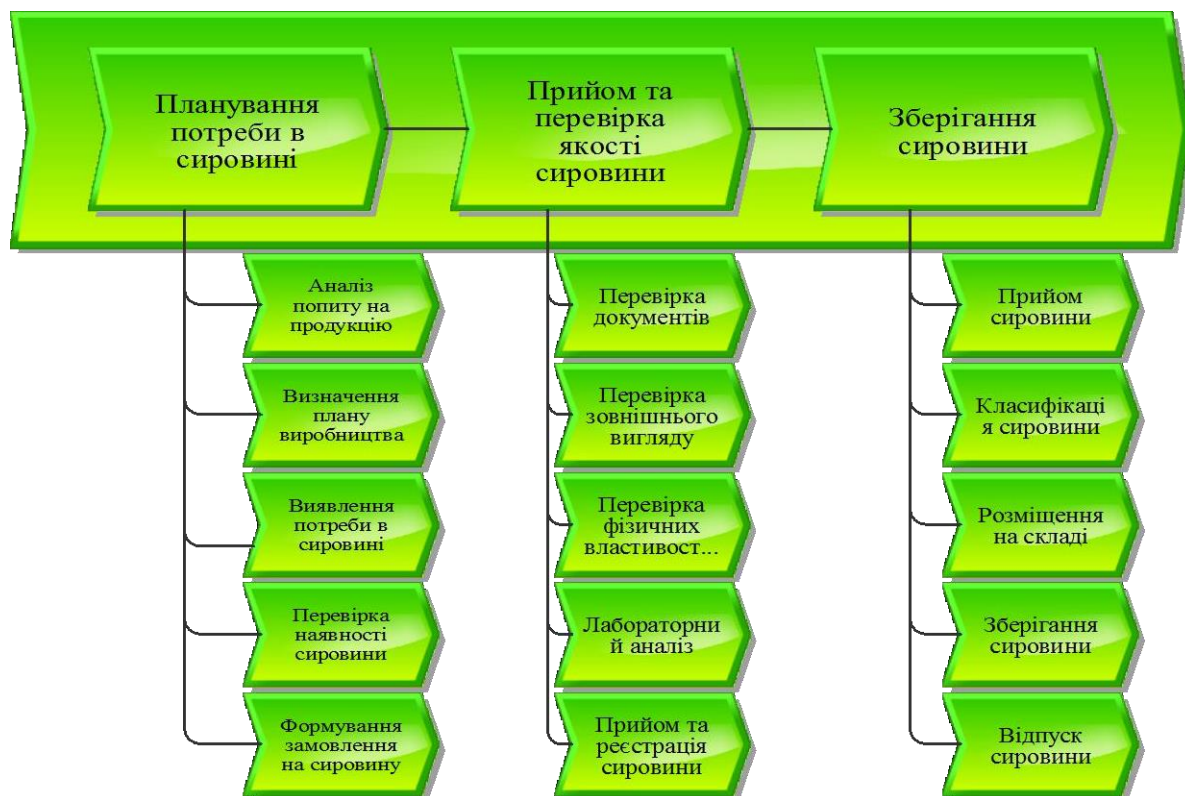 Планування
потреби в
сировині
Прийом та
перевірка
якості
сировини
Зберігання
сировини
Аналіз
попиту на
продукцію
Визначення
плану
виробництва
Виявлення
потреби в
сировині
Перевірка
наявності
сировини
Формування
замовлення
на сировину
Перевірка
документів
Перевірка
зовнішнього
вигляду
Перевірка
фізичних
властивост...
Лабораторни
й аналіз
Прийом та
реєстрація
сировини
Прийом
сировини
Класифікаці
я сировини
Розміщення
на складі
Зберігання
сировини
Відпуск
сировини